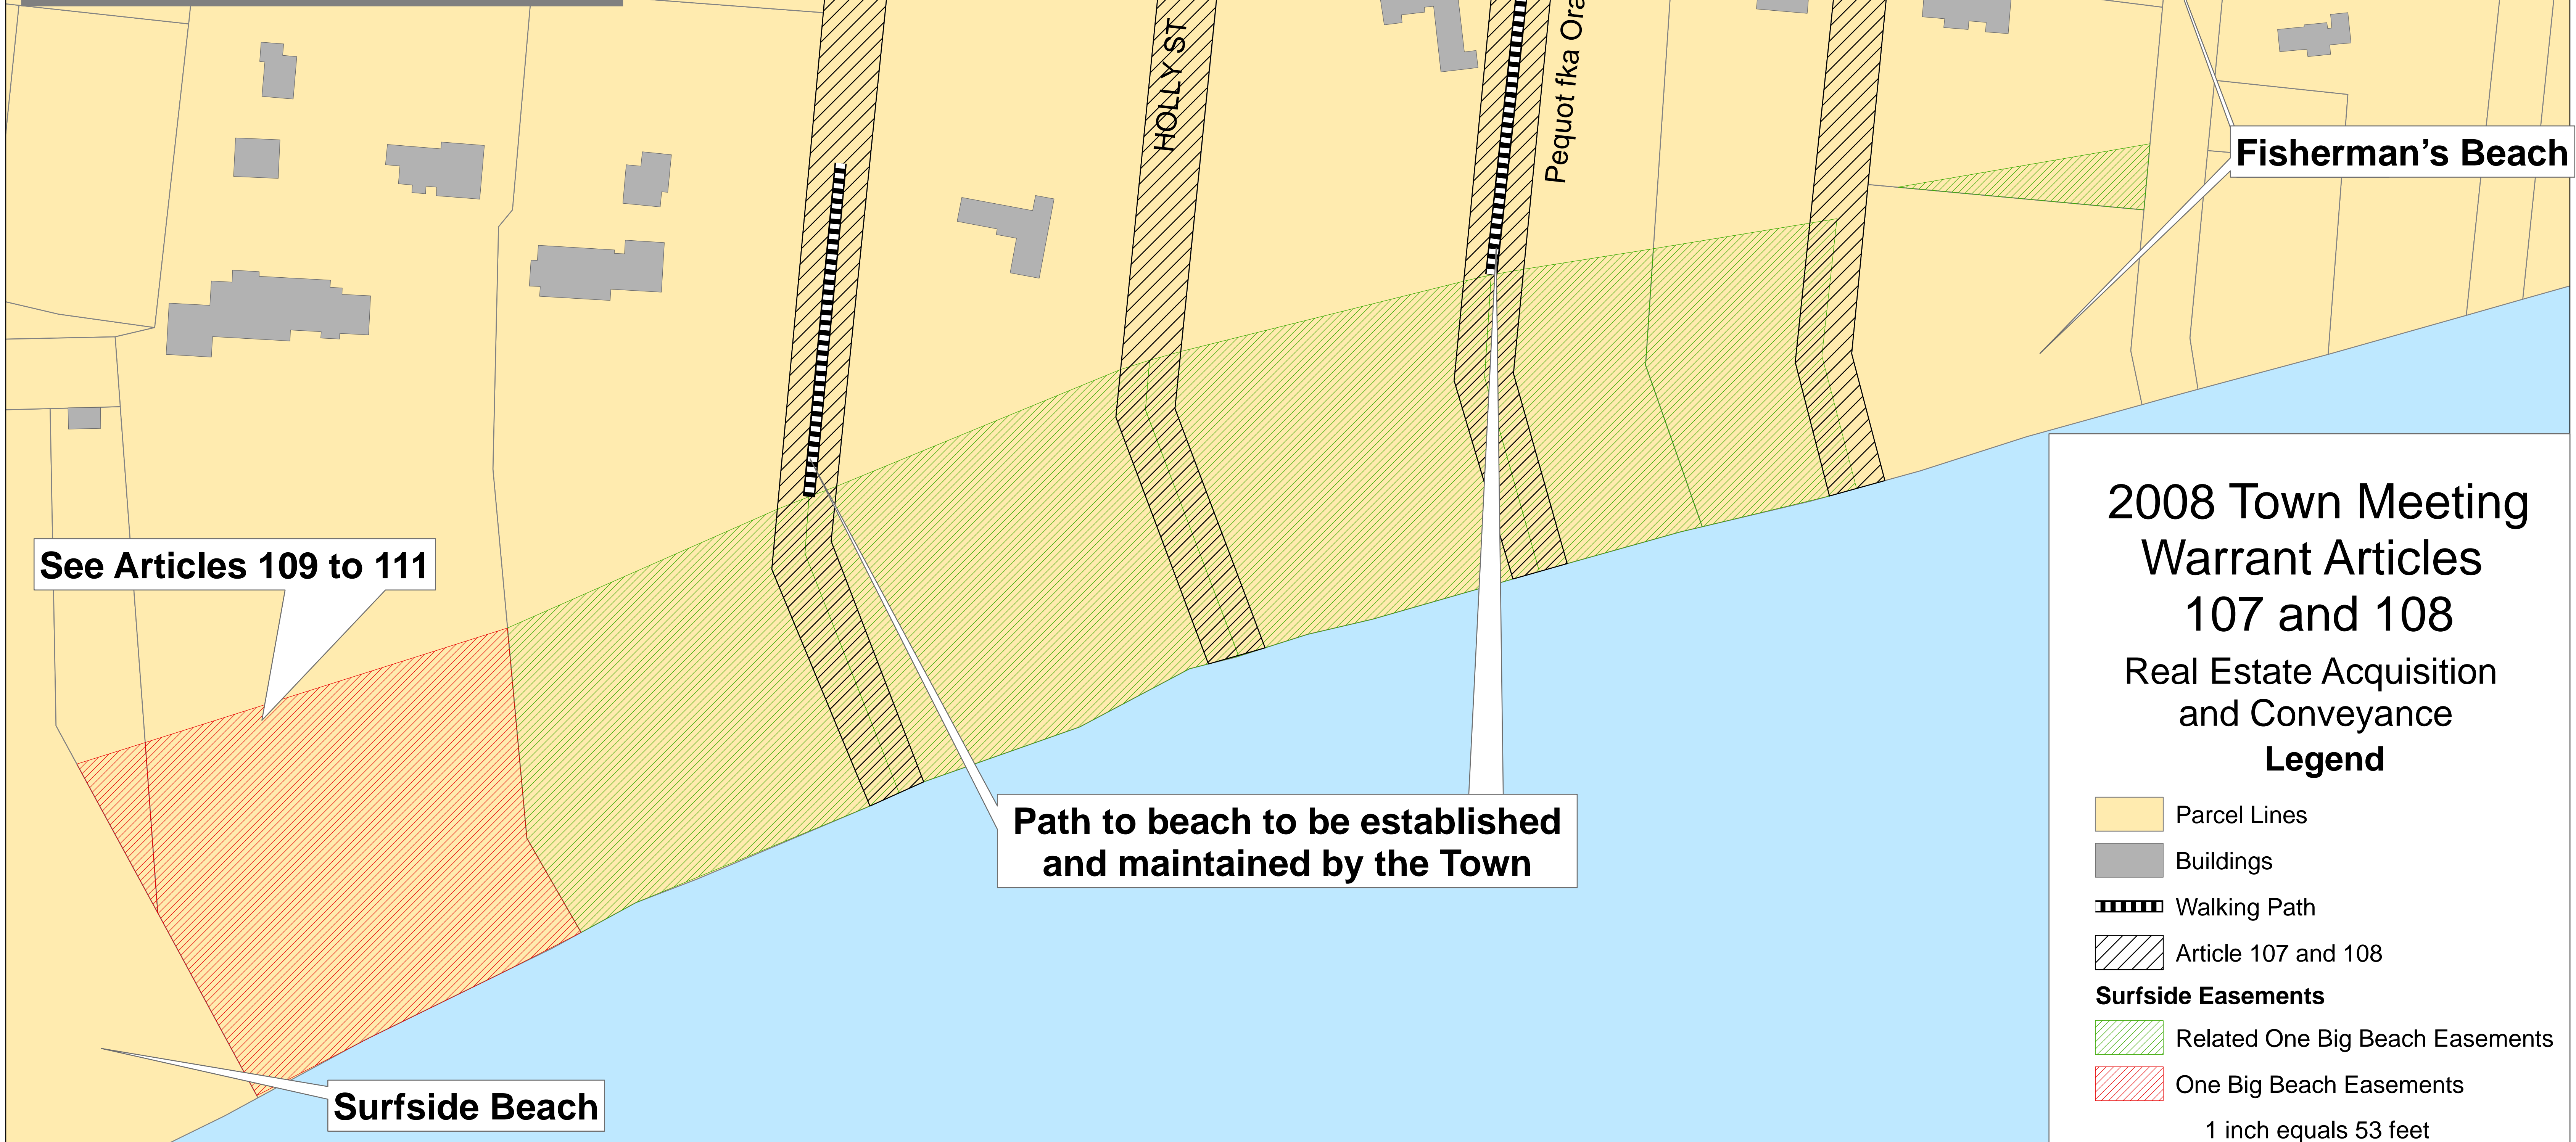 HOLLY ST
Pequot fka
Fisherman's Beach
See Articles 109 to 111
Path to beach to be established
and maintained by the Town
Surfside Beach
2008 Town Meeting
Warrant Articles
107 and 108
Real Estate Acquisition
and Conveyance
Legend
Parcel Lines
Buildings
Walking Path
Article 107 and 108
Surfside Easements
Related One Big Beach Easements
One Big Beach Easements
1 inch equals 53 feet